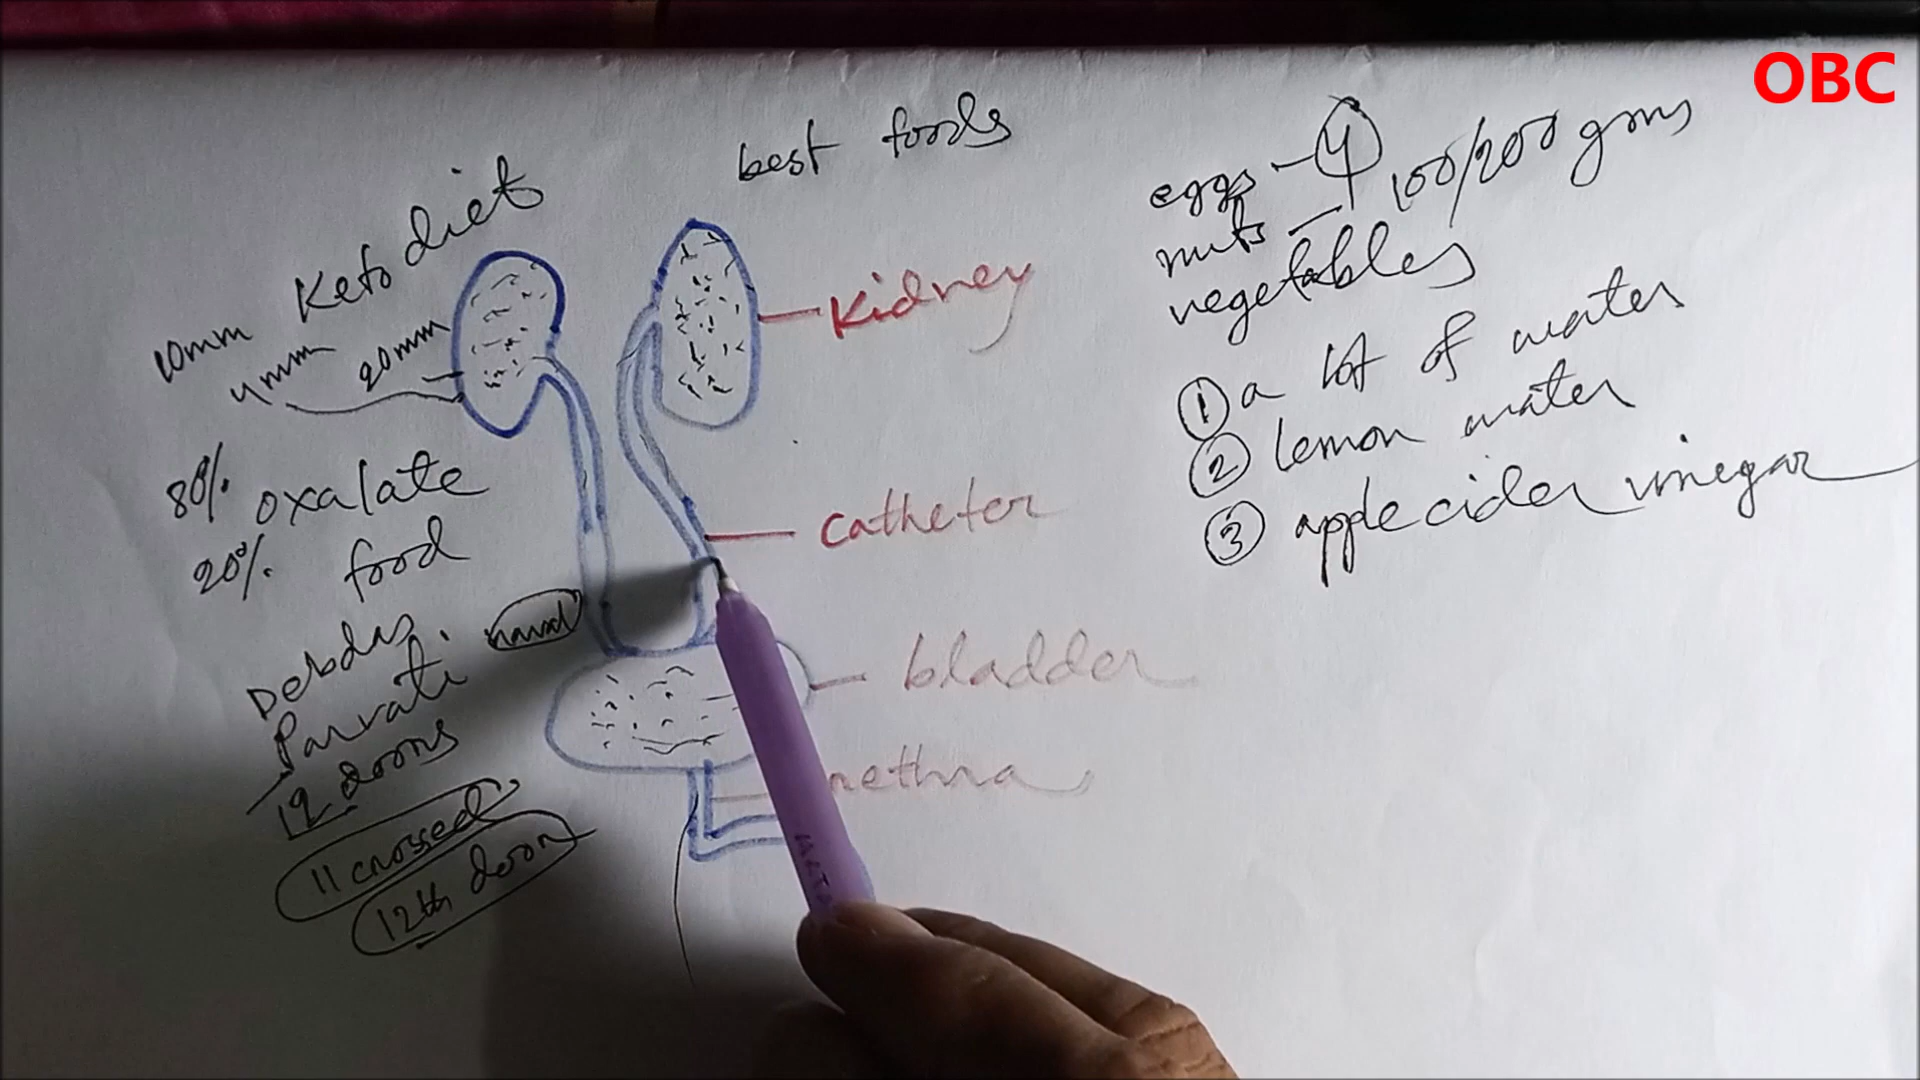 OBC
best foods
Keto diet
10mm
4mm
20mm
80% oxalate
20% food
Debdas
Parvati
12 doors
11 crossed
12th door
Kidney
catheter
bladder
eggs - 4
nuts - 100/200 gms
vegetables
1 a lot of water
2 lemon water
3 apple cider vinegar